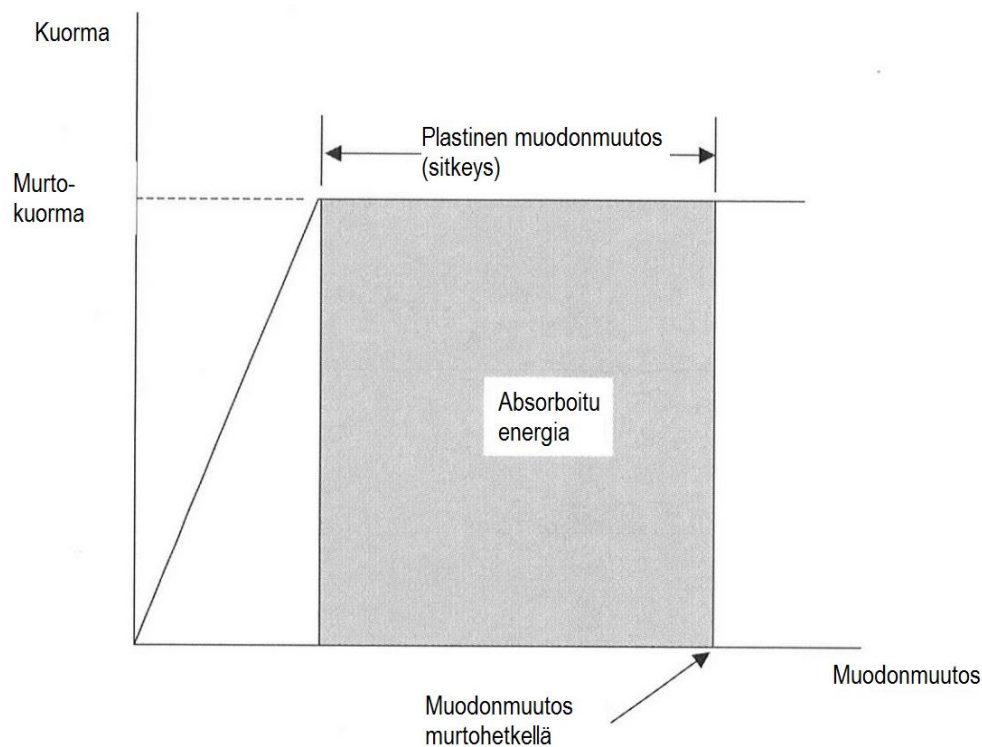 Kuorma
Plastinen muodonmuutos
(sitkeys)
Murto-
kuorma
Absorboitu
energia
Muodonmuutos
Muodonmuutos
murtohetkellä